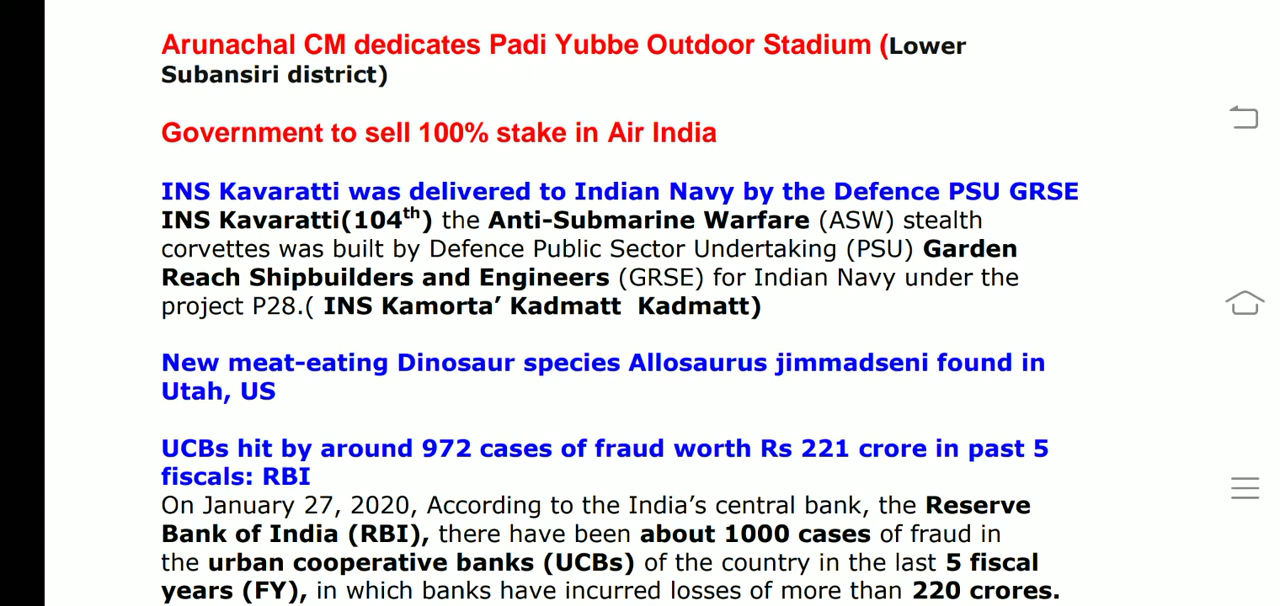 Arunachal CM dedicates Padi Yubbe Outdoor Stadium (Lower
Subansiri district)
Government to sell 100% stake in Air India
INS Kavaratti was delivered to Indian Navy by the Defence PSU GRSE
INS Kavaratti(104th) the Anti-Submarine Warfare (ASW) stealth
corvettes was built by Defence Public Sector Undertaking (PSU) Garden
Reach Shipbuilders and Engineers (GRSE) for Indian Navy under the
project P28.( INS Kamorta’ Kadmatt  Kadmatt)
New meat-eating Dinosaur species Allosaurus jimmadseni found in
Utah, US
UCBs hit by around 972 cases of fraud worth Rs 221 crore in past 5
fiscals: RBI
On January 27, 2020, According to the India’s central bank, the Reserve
Bank of India (RBI), there have been about 1000 cases of fraud in
the urban cooperative banks (UCBs) of the country in the last 5 fiscal
years (FY), in which banks have incurred losses of more than 220 crores.